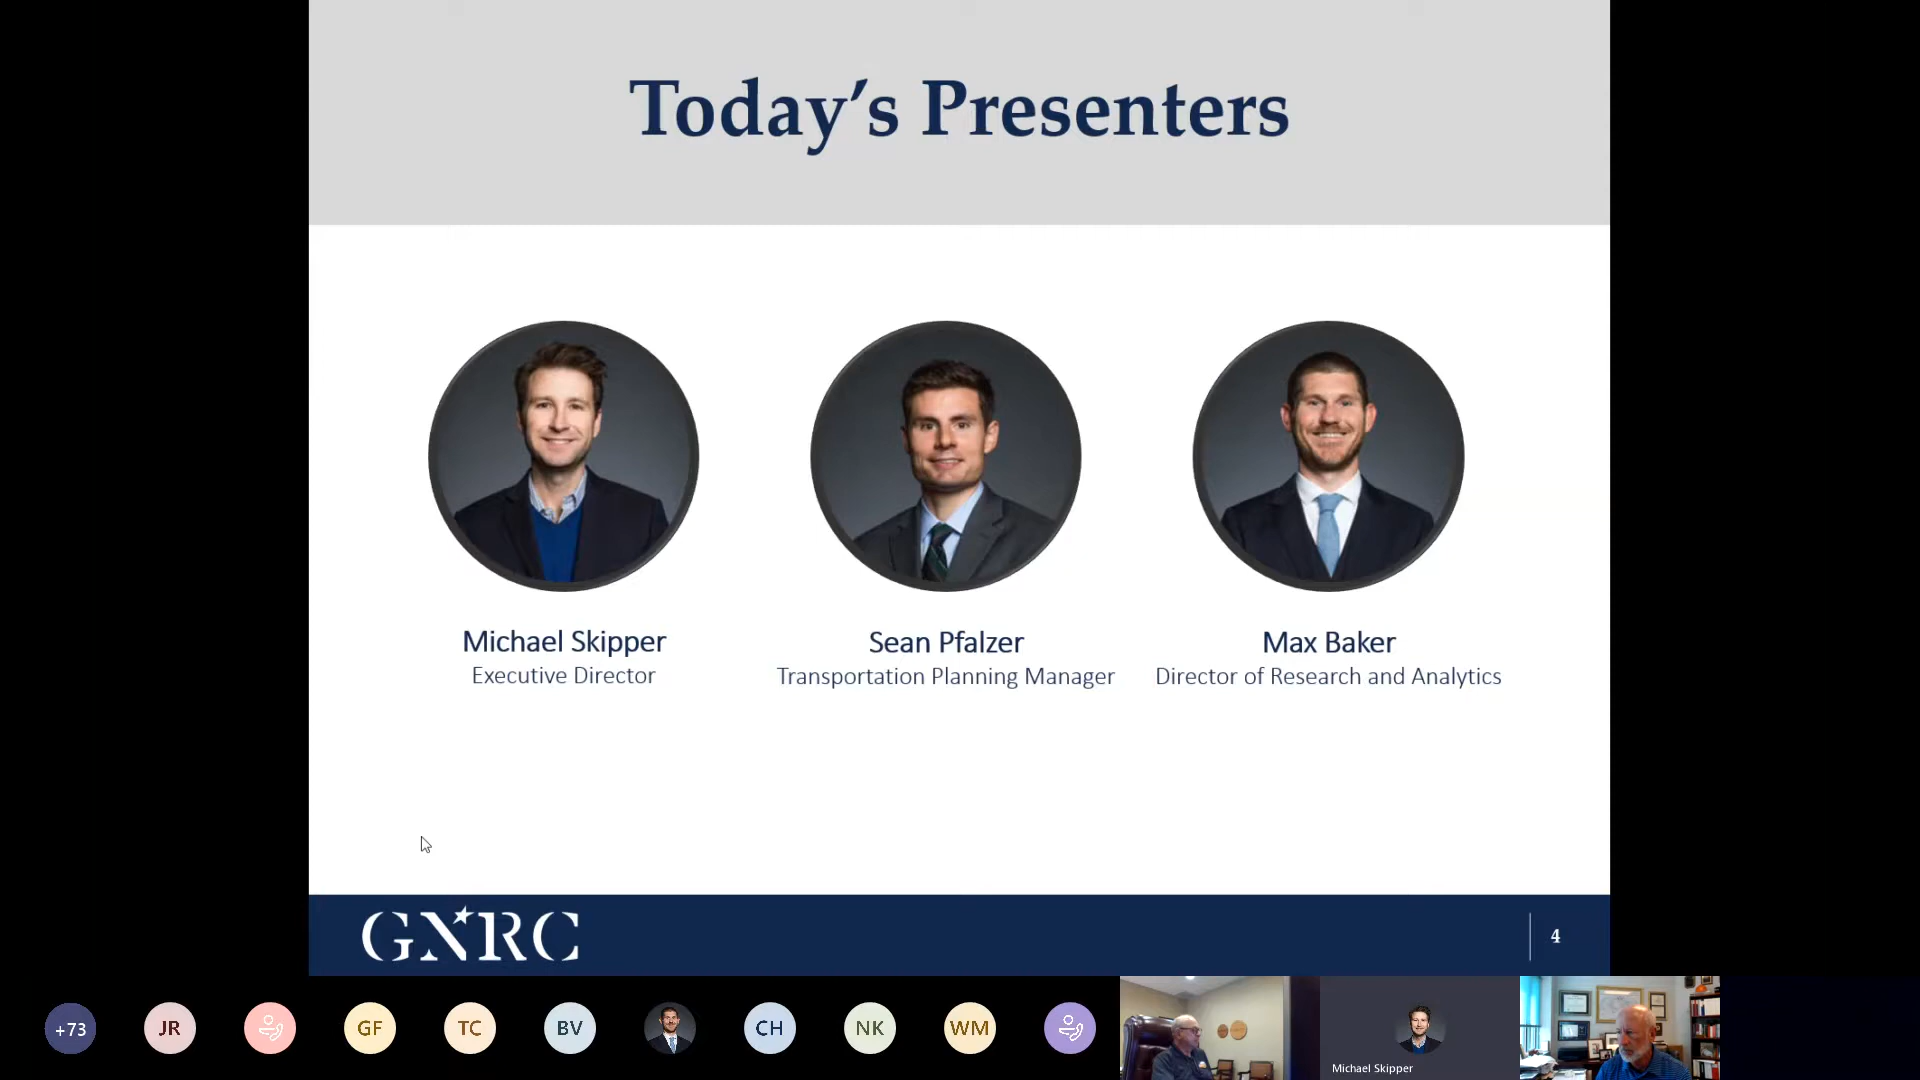 Today's Presenters
Michael Skipper
Executive Director
Sean Pfalzer
Transportation Planning Manager
Max Baker
Director of Research and Analytics
GNRC
4
+73
JR
GF
TC
BV
CH
NK
WM
Michael Skipper